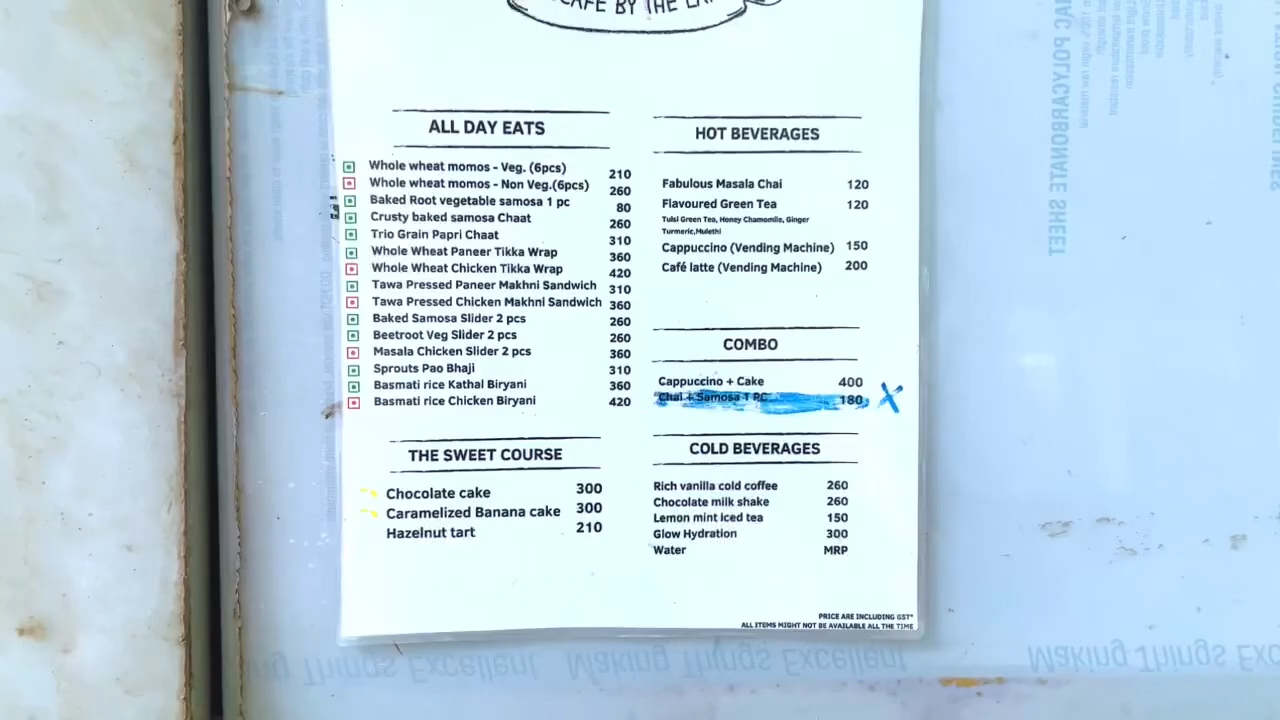 CAFE BY THE
ALL DAY EATS
Whole wheat momos - Veg. (6pcs) 210
Whole wheat momos - Non Veg.(6pcs) 260
Baked Root vegetable samosa 1 pc 80
Crusty baked samosa Chaat 260
Trio Grain Papri Chaat 310
Whole Wheat Paneer Tikka Wrap 360
Whole Wheat Chicken Tikka Wrap 420
Tawa Pressed Paneer Makhni Sandwich 310
Tawa Pressed Chicken Makhni Sandwich 360
Baked Samosa Slider 2 pcs 260
Beetroot Veg Slider 2 pcs 260
Masala Chicken Slider 2 pcs 360
Sprouts Pao Bhaji 310
Basmati rice Kathal Biryani 360
Basmati rice Chicken Biryani 420
THE SWEET COURSE
Chocolate cake 300
Caramelized Banana cake 300
Hazelnut tart 210
HOT BEVERAGES
Fabulous Masala Chai 120
Flavoured Green Tea 120
Tulsi Green Tea, Honey Chamomile, Ginger
Turmeric,Mulethi
Cappuccino (Vending Machine) 150
Café latte (Vending Machine) 200
COMBO
Cappuccino + Cake 400
Chai + Samosa 1 PC 180
COLD BEVERAGES
Rich vanilla cold coffee 260
Chocolate milk shake 260
Lemon mint iced tea 150
Glow Hydration 300
Water MRP
PRICE ARE INCLUDING GST*
ALL ITEMS MIGHT NOT BE AVAILABLE ALL THE TIME
Making Things Excellent
Making Things
POLYCARBONATE SHEET